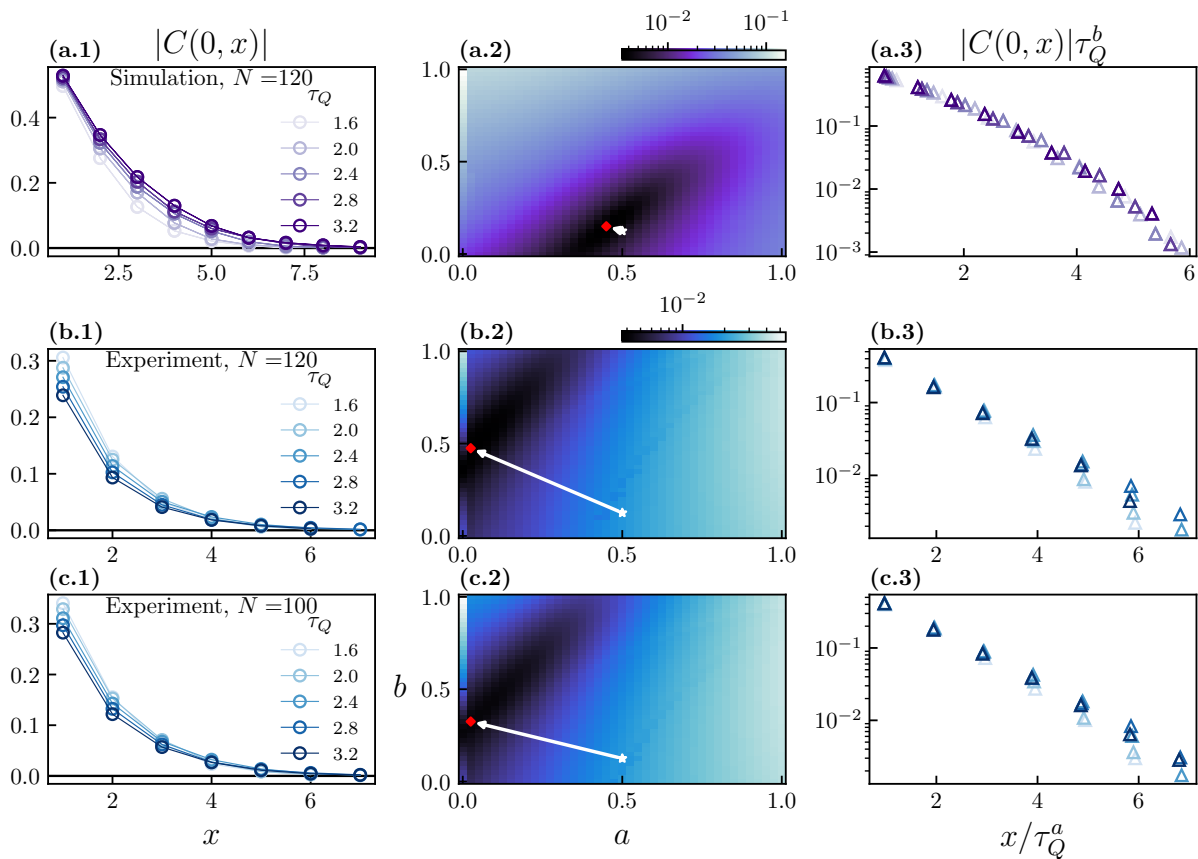 (a.1) |C(0, x)|
Simulation, N =120
τ_Q
1.6
2.0
2.4
2.8
3.2
0.4
0.2
0.0
2.5 5.0 7.5
(a.2)
10^{-2} 10^{-1}
1.0
0.5
0.0
0.0 0.5 1.0
(a.3) |C(0, x)|τ_Q^b
10^{-1}
10^{-2}
10^{-3}
2 4 6
(b.1)
Experiment, N =120
τ_Q
1.6
2.0
2.4
2.8
3.2
0.3
0.2
0.1
0.0
2 4 6
(b.2)
10^{-2}
1.0
0.5
0.0
0.0 0.5 1.0
(b.3)
10^{-1}
10^{-2}
2 4 6
(c.1)
Experiment, N =100
τ_Q
1.6
2.0
2.4
2.8
3.2
0.3
0.2
0.1
0.0
2 4 6
x
(c.2)
1.0
0.5
0.0
b
0.0 0.5 1.0
a
(c.3)
10^{-1}
10^{-2}
2 4 6
x/τ_Q^a